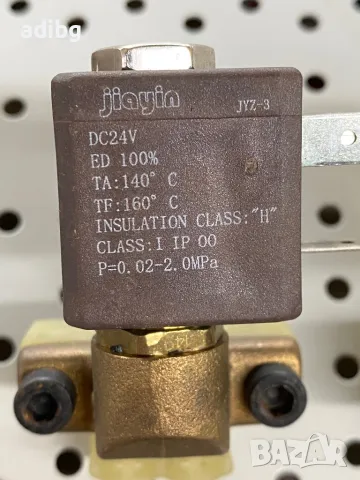 adibg
jiayin
JYZ-3
DC24V
ED 100%
TA:140° C
TF:160° C
INSULATION CLASS:"H"
CLASS:I IP 00
P=0.02-2.0MPa
BAZAR